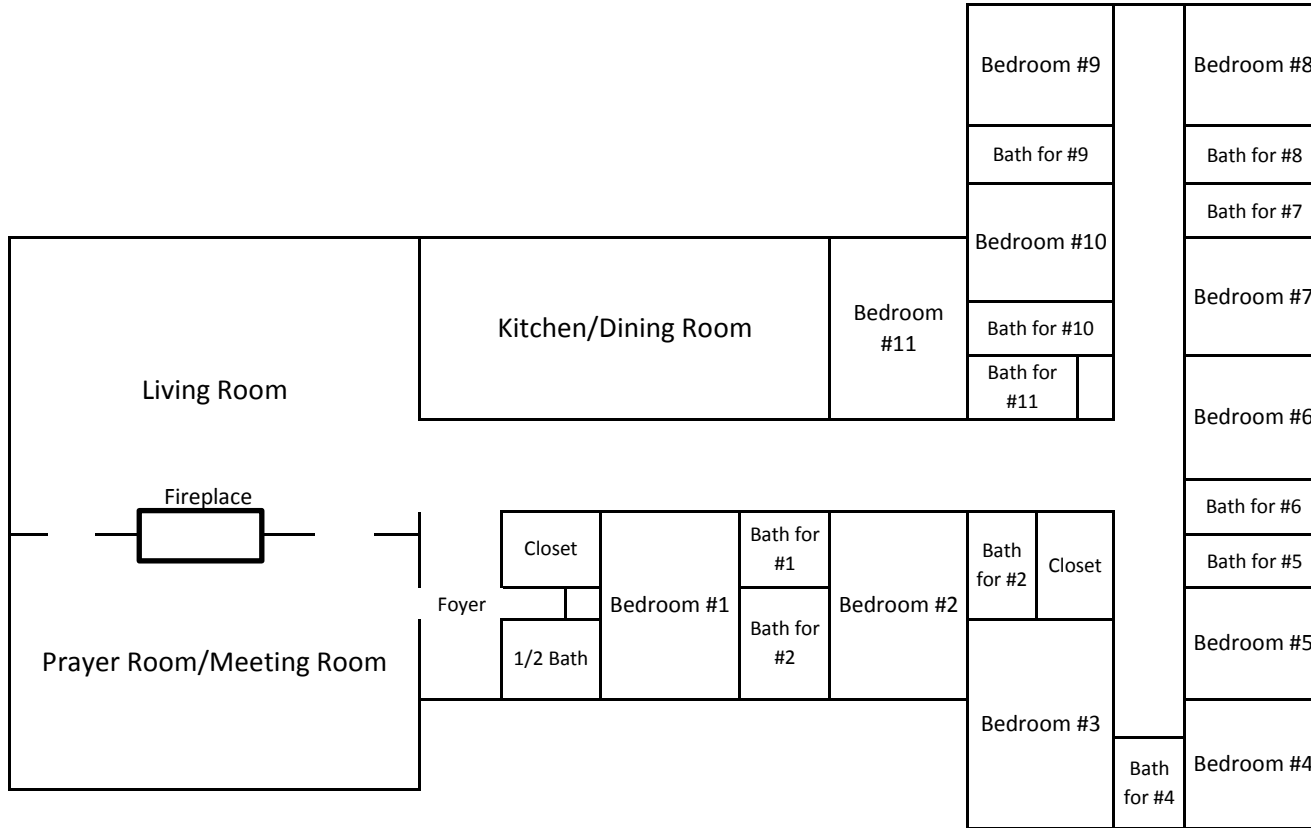 Bedroom #9
Bedroom #8
Bath for #9
Bath for #8
Bath for #7
Bedroom #10
Bedroom #7
Kitchen/Dining Room
Bedroom
#11
Bath for #10
Living Room
Bath for
#11
Bedroom #6
Fireplace
Bath for #6
Closet
Bath for
#1
Bath
for #2
Closet
Bath for #5
Foyer
Bedroom #1
Bedroom #2
Bath for
#2
Prayer Room/Meeting Room
1/2 Bath
Bedroom #5
Bedroom #3
Bath
for #4
Bedroom #4